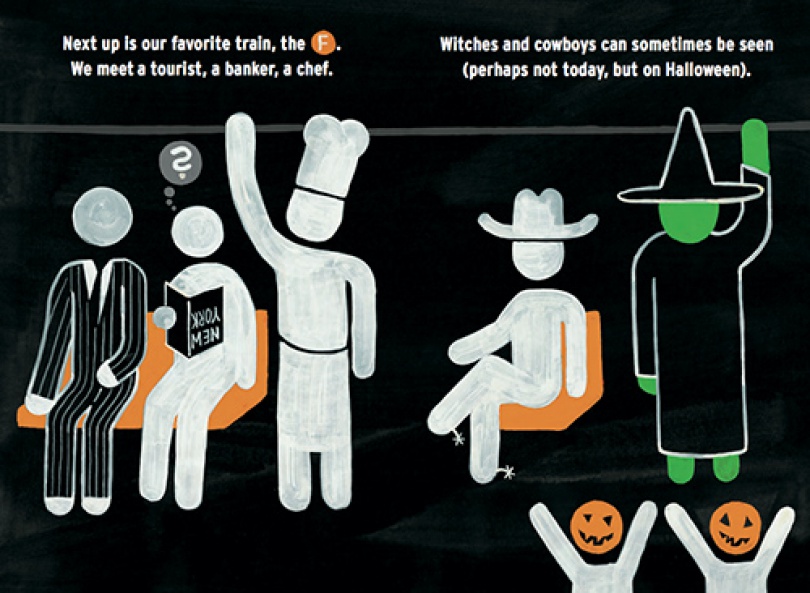 Next up is our favorite train, the F.
We meet a tourist, a banker, a chef.
Witches and cowboys can sometimes be seen
(perhaps not today, but on Halloween).
?
NEW
YORK